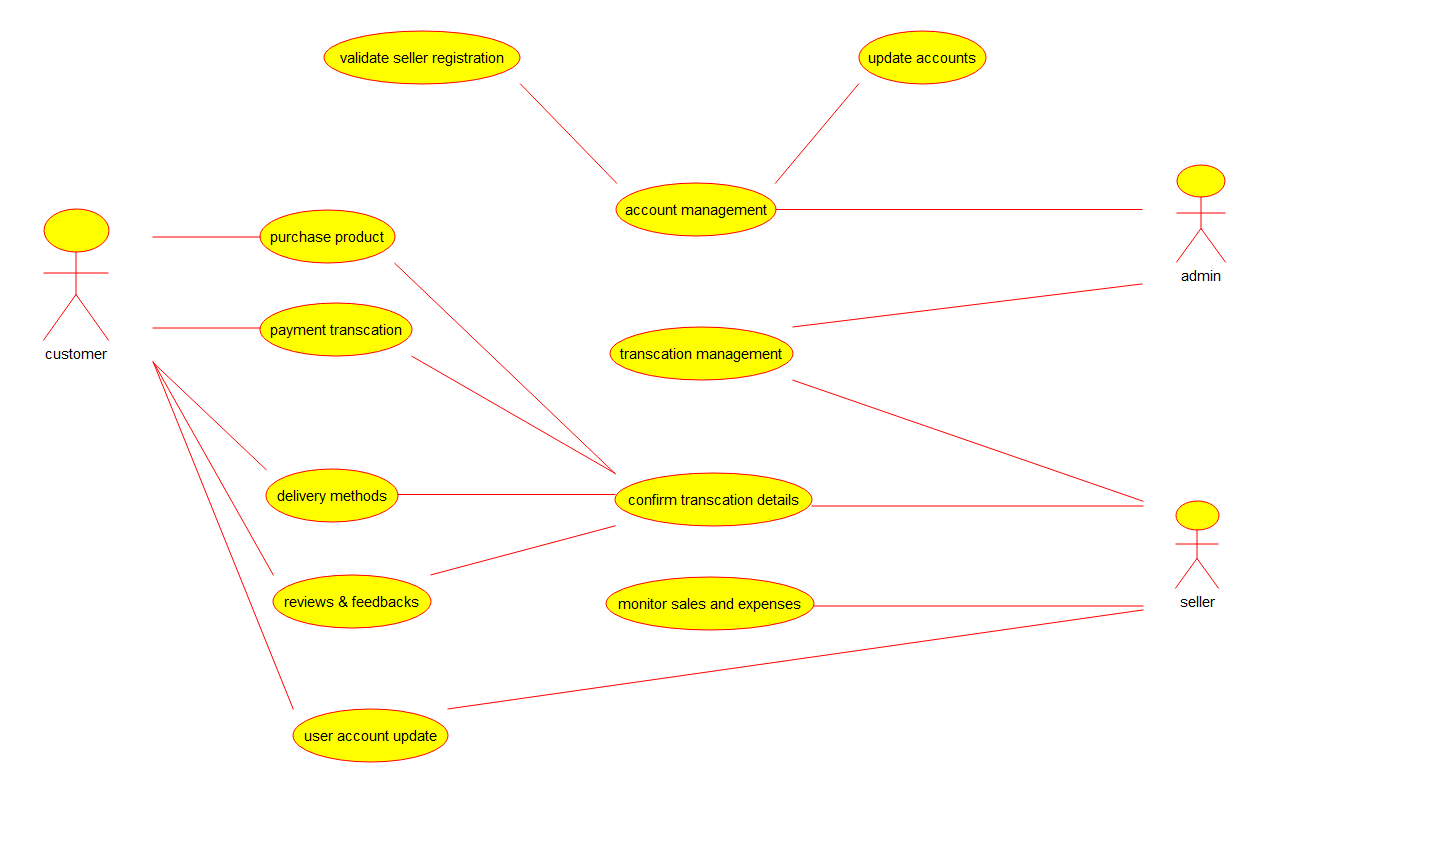 validate seller registration
update accounts
account management
purchase product
admin
payment transcation
customer
transcation management
delivery methods
confirm transcation details
reviews & feedbacks
monitor sales and expenses
seller
user account update